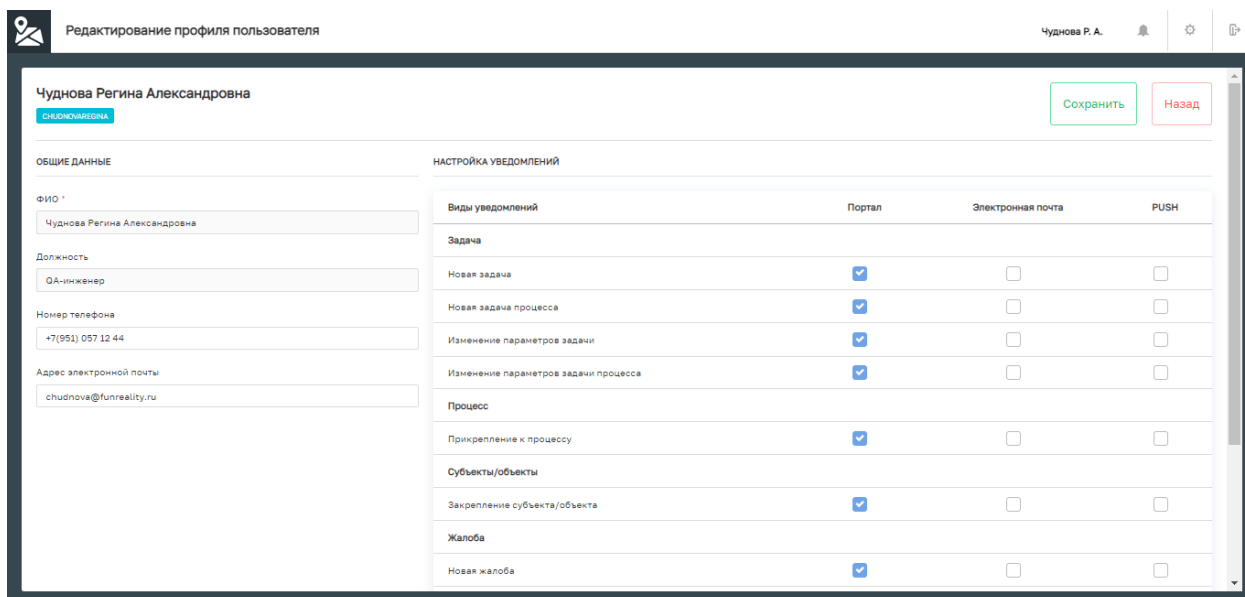 Редактирование профиля пользователя
Чуднова Р. А.
Чуднова Регина Александровна
CHUDNOVAREGINA
Сохранить
Назад
ОБЩИЕ ДАННЫЕ
ФИО *
Чуднова Регина Александровна
Должность
QA-инженер
Номер телефона
+7(951) 057 12 44
Адрес электронной почты
chudnova@funreality.ru
НАСТРОЙКА УВЕДОМЛЕНИЙ
Виды уведомлений Портал Электронная почта PUSH
Задача
Новая задача
Новая задача процесса
Изменение параметров задачи
Изменение параметров задачи процесса
Процесс
Прикрепление к процессу
Субъекты/объекты
Закрепление субъекта/объекта
Жалоба
Новая жалоба